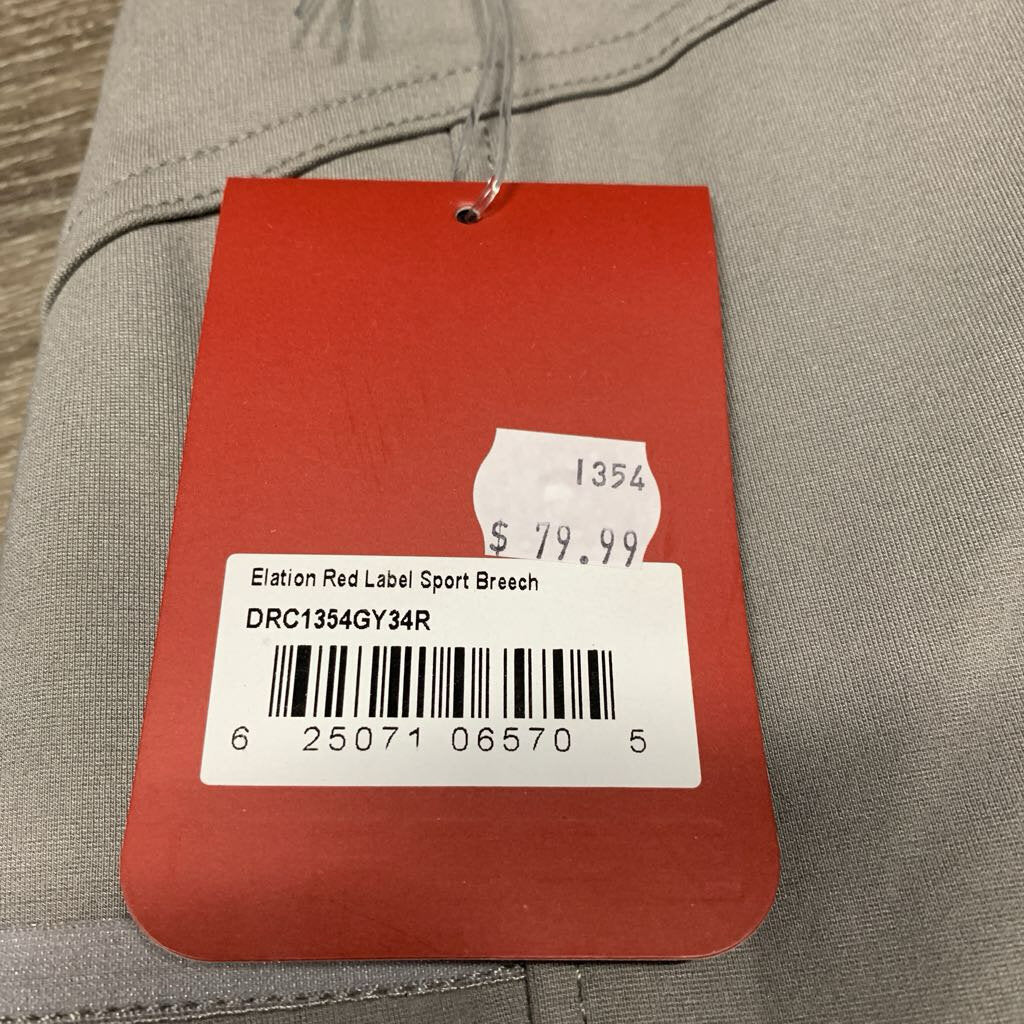 1354
$ 79.99
Elation Red Label Sport Breech
DRC1354GY34R
6 25071 06570 5